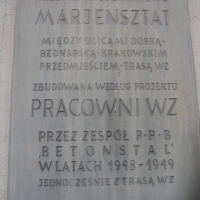 MARIENSZTAT
MIĘDZY ULICAMI DOBRĄ-
BEDNARSKĄ-KRAKOWSKIM
PRZEDMIEŚCIEM-TRASĄ WZ
ZBUDOWANA WEDŁUG PROJEKTU
PRACOWNI WZ
PRZEZ ZESPÓŁ P·P·B
„BETONSTAL”
W LATACH 1948-1949
JEDNOCZEŚNIE Z TRASĄ WZ